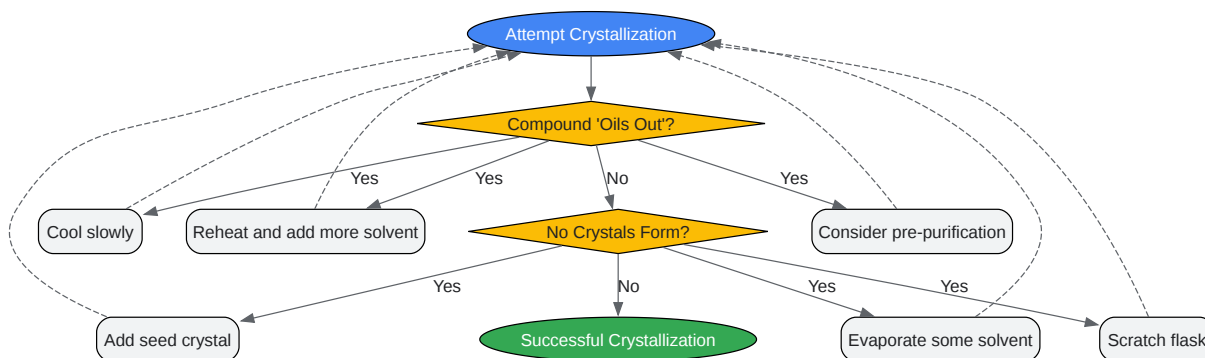 Attempt Crystallization
Compound 'Oils Out'?
Yes
Yes
No
Yes
Cool slowly
Reheat and add more solvent
No Crystals Form?
Consider pre-purification
Yes
No
Yes
Yes
Add seed crystal
Successful Crystallization
Evaporate some solvent
Scratch flask